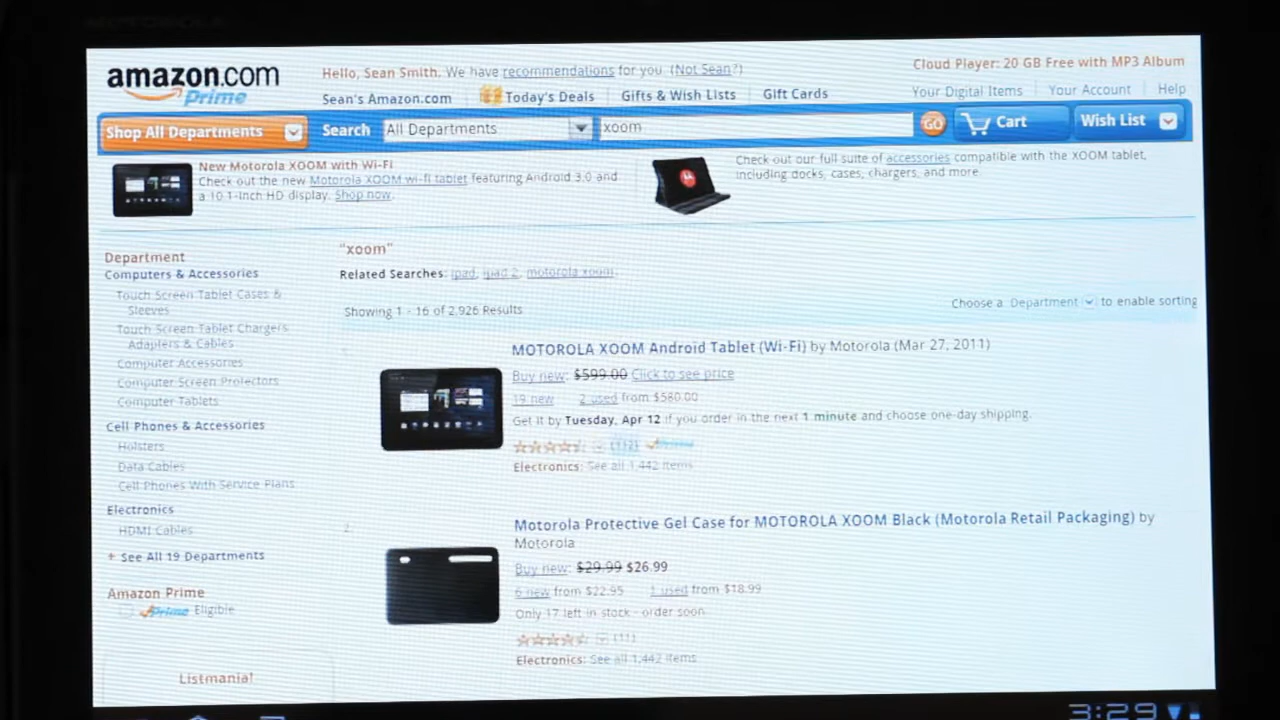 amazon.com
Prime
Hello, Sean Smith. We have recommendations for you. (Not Sean?)
Cloud Player: 20 GB Free with MP3 Album
Sean's Amazon.com
Today's Deals
Gifts & Wish Lists
Gift Cards
Your Digital Items
Your Account
Help
Shop All Departments
Search
All Departments
xoom
GO
Cart
Wish List
New Motorola XOOM with Wi-Fi
Check out the new Motorola XOOM wi-fi tablet featuring Android 3.0 and
a 10.1-inch HD display. Shop now.
Check out our full suite of accessories compatible with the XOOM tablet,
including docks, cases, chargers, and more.
Department
Computers & Accessories
Touch Screen Tablet Cases &
Sleeves
Touch Screen Tablet Chargers
Adapters & Cables
Computer Accessories
Computer Screen Protectors
Computer Tablets
Cell Phones & Accessories
Holsters
Data Cables
Cell Phones With Service Plans
Electronics
HDMI Cables
+ See All 19 Departments
Amazon Prime
Prime Eligible
Listmania!
"xoom"
Related Searches: ipad, ipad 2, motorola xoom.
Showing 1 - 16 of 2,926 Results
Choose a Department to enable sorting
MOTOROLA XOOM Android Tablet (Wi-Fi) by Motorola (Mar 27, 2011)
Buy new: $599.00 Click to see price
19 new 2 used from $580.00
Get it by Tuesday, Apr 12 if you order in the next 1 minute and choose one-day shipping.
(112) Prime
Electronics: See all 1,442 items
2.
Motorola Protective Gel Case for MOTOROLA XOOM Black (Motorola Retail Packaging) by
Motorola
Buy new: $29.99 $26.99
6 new from $22.95 1 used from $18.99
Only 17 left in stock - order soon.
(11)
Electronics: See all 1,442 items
3:29